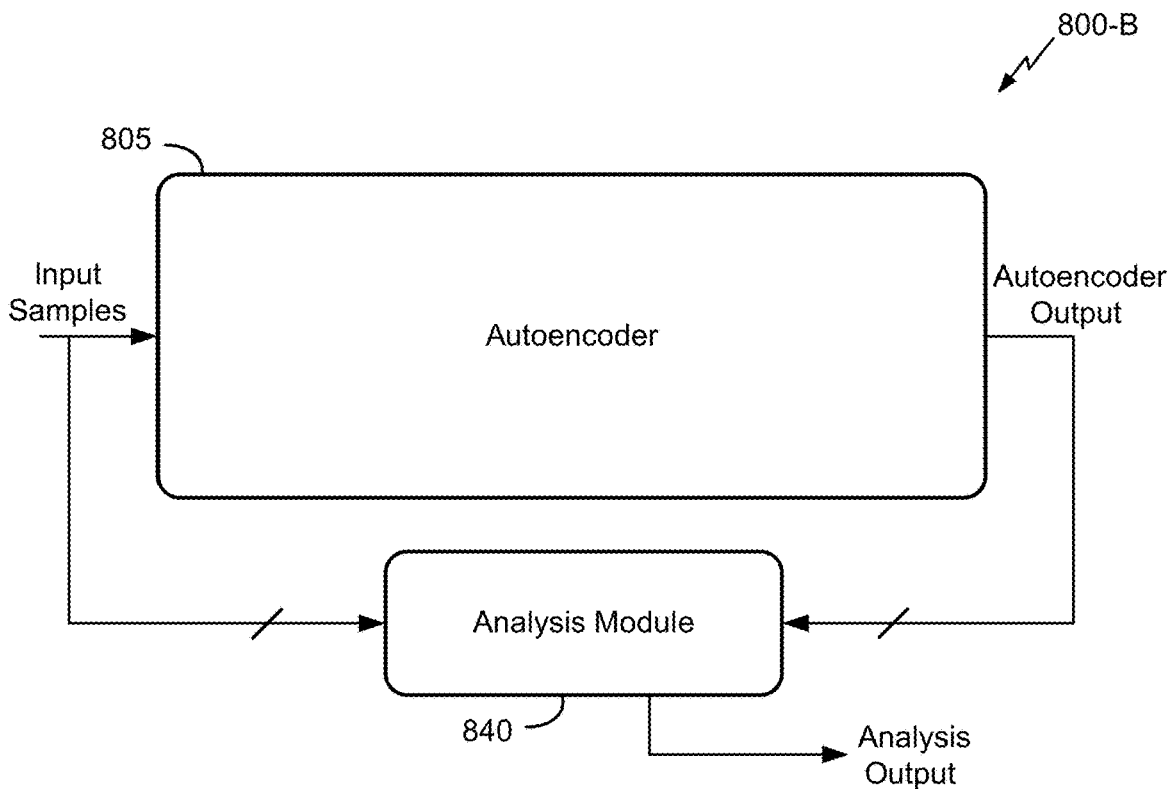 800-B
805
Input
Samples
Autoencoder
Autoencoder
Output
Analysis Module
840
Analysis
Output